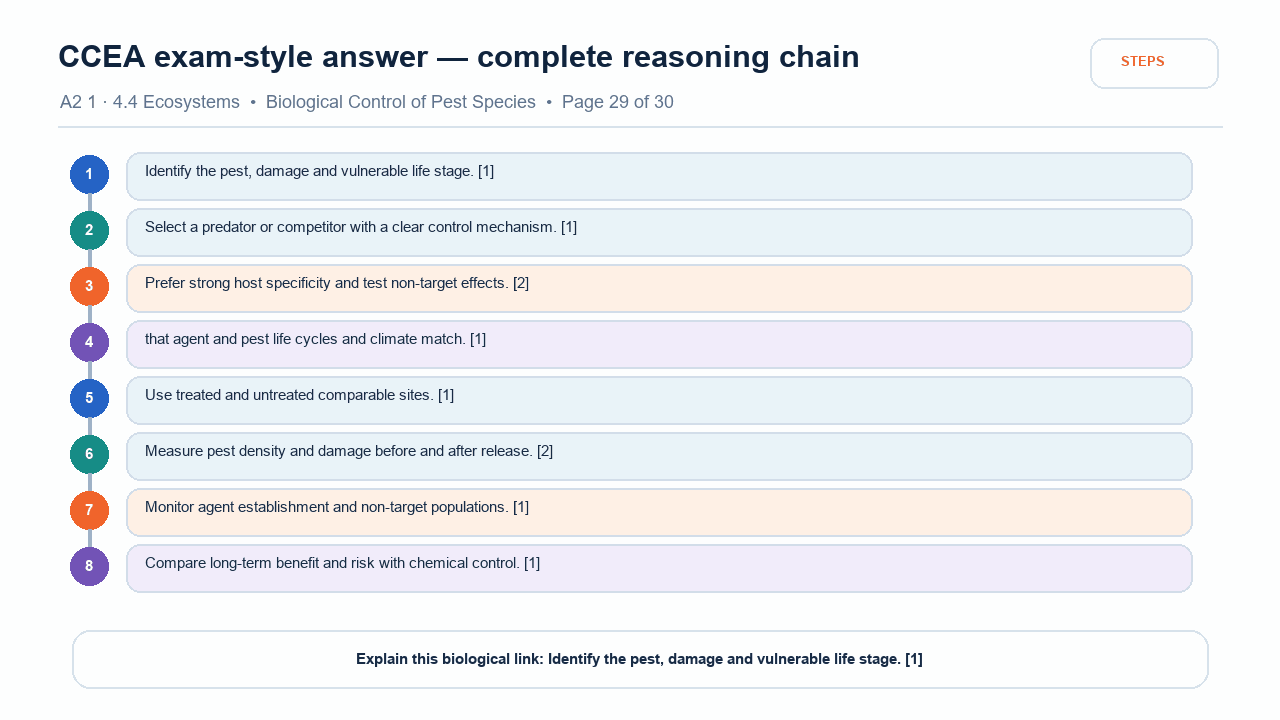 CCEA exam-style answer — complete reasoning chain
STEPS
A2 1 · 4.4 Ecosystems • Biological Control of Pest Species • Page 29 of 30
1 Identify the pest, damage and vulnerable life stage. [1]
2 Select a predator or competitor with a clear control mechanism. [1]
3 Prefer strong host specificity and test non-target effects. [2]
4 that agent and pest life cycles and climate match. [1]
5 Use treated and untreated comparable sites. [1]
6 Measure pest density and damage before and after release. [2]
7 Monitor agent establishment and non-target populations. [1]
8 Compare long-term benefit and risk with chemical control. [1]
Explain this biological link: Identify the pest, damage and vulnerable life stage. [1]